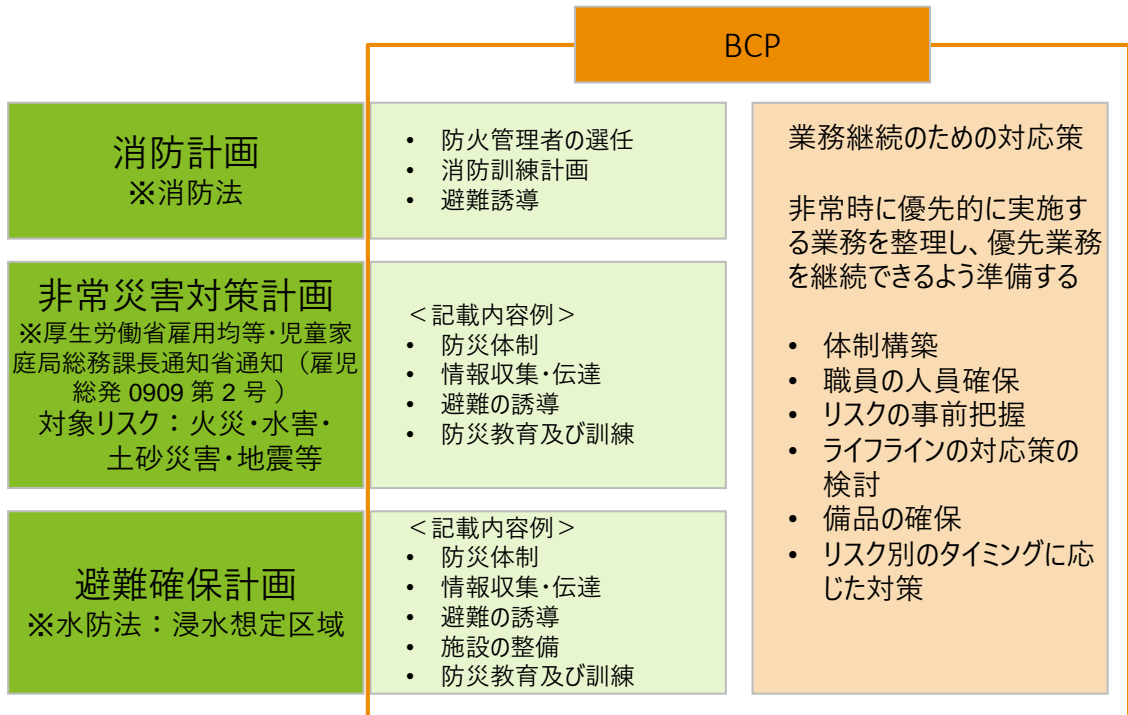 BCP
消防計画
※消防法
• 防火管理者の選任
• 消防訓練計画
• 避難誘導
非常災害対策計画
※厚生労働省雇用均等・児童家
庭局総務課長通知省通知（雇児
総発 0909 第 2 号 ）
対象リスク：火災・水害・
土砂災害・地震等
＜記載内容例＞
• 防災体制
• 情報収集・伝達
• 避難の誘導
• 防災教育及び訓練
避難確保計画
※水防法：浸水想定区域
＜記載内容例＞
• 防災体制
• 情報収集・伝達
• 避難の誘導
• 施設の整備
• 防災教育及び訓練
業務継続のための対応策
非常時に優先的に実施す
る業務を整理し、優先業務
を継続できるよう準備する
• 体制構築
• 職員の人員確保
• リスクの事前把握
• ライフラインの対応策の
検討
• 備品の確保
• リスク別のタイミングに応
じた対策